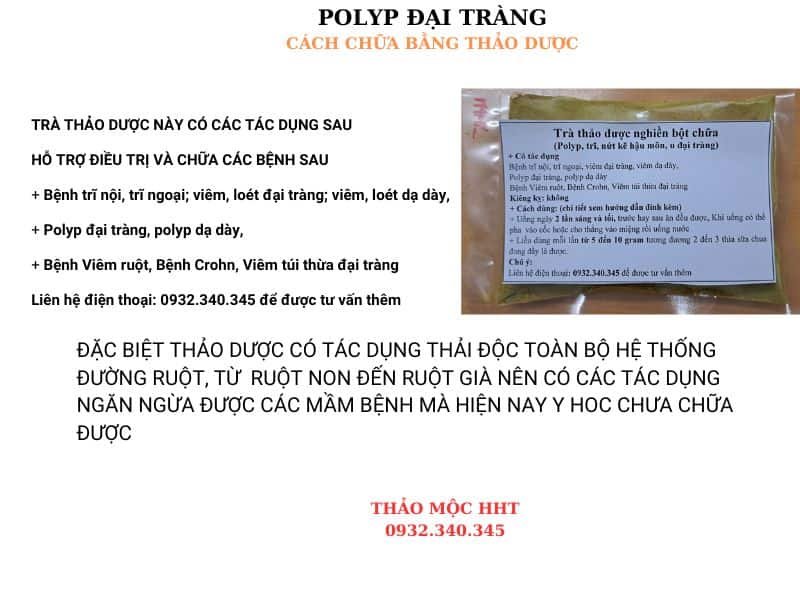 POLYP ĐẠI TRÀNG
CÁCH CHỮA BẰNG THẢO DƯỢC
TRÀ THẢO DƯỢC NÀY CÓ CÁC TÁC DỤNG SAU
HỖ TRỢ ĐIỀU TRỊ VÀ CHỮA CÁC BỆNH SAU
+ Bệnh trĩ nội, trĩ ngoại; viêm, loét đại tràng; viêm, loét dạ dày,
+ Polyp đại tràng, polyp dạ dày,
+ Bệnh Viêm ruột, Bệnh Crohn, Viêm túi thừa đại tràng
Liên hệ điện thoại: 0932.340.345 để được tư vấn thêm
Trà thảo dược nghiền bột chữa
(Polyp, trĩ, nứt kẽ hậu môn, u đại tràng)
+ Có tác dụng
Bệnh trĩ nội, trĩ ngoại, viêm đại tràng, viêm dạ dày,
Polyp đại tràng, polyp dạ dày
Bệnh Viêm ruột, Bệnh Crohn, Viêm túi thừa đại tràng
Kiêng kỵ: không
+ Cách dùng: (chi tiết xem hướng dẫn đính kèm)
+ Uống ngày 2 lần sáng và tối, trước hay sau ăn đều được, Khi uống có thể
pha vào cốc hoặc cho thẳng vào miệng rồi uống nước
+ Liều dùng mỗi lần từ 5 đến 10 gram tương đương 2 đến 3 thìa sữa chua
đong đầy là được.
Chú ý:
Liên hệ điện thoại: 0932.340.345 để được tư vấn thêm
ĐẶC BIỆT THẢO DƯỢC CÓ TÁC DỤNG THẢI ĐỘC TOÀN BỘ HỆ THỐNG
ĐƯỜNG RUỘT, TỪ RUỘT NON ĐẾN RUỘT GIÀ NÊN CÓ CÁC TÁC DỤNG
NGĂN NGỪA ĐƯỢC CÁC MẦM BỆNH MÀ HIỆN NAY Y HOC CHƯA CHỮA
ĐƯỢC
THẢO MỘC HHT
0932.340.345